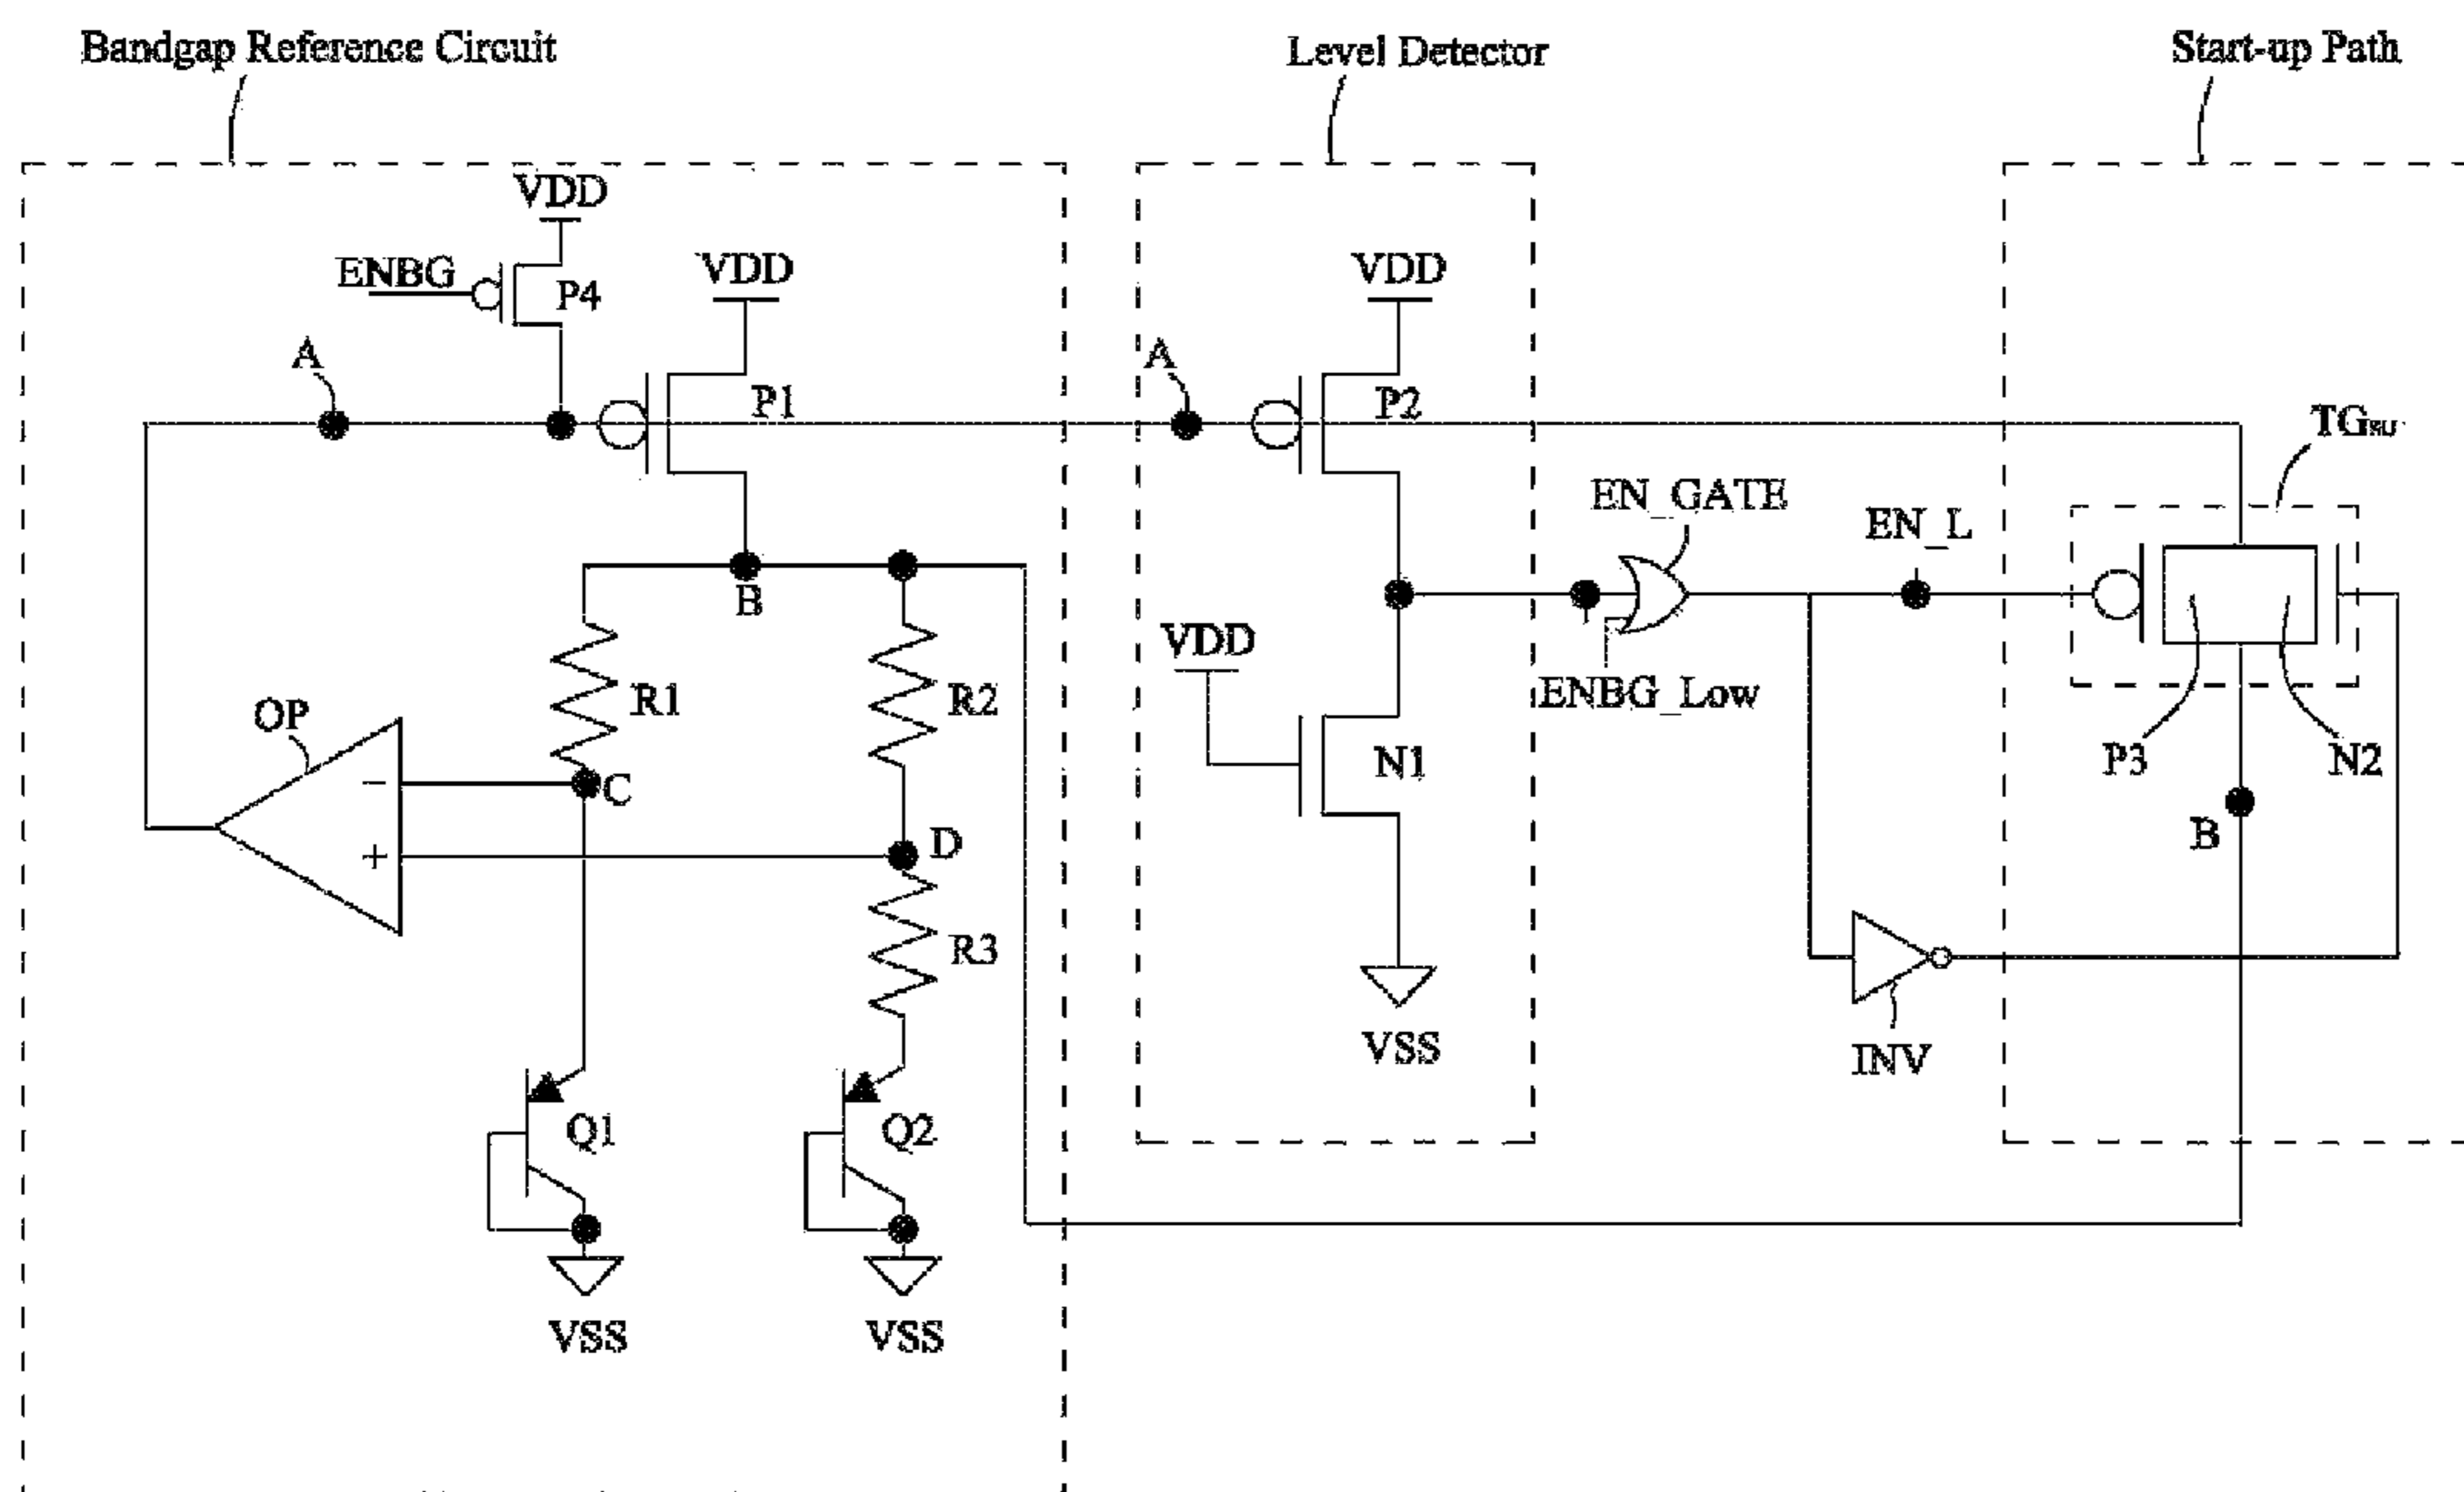 Bandgap Reference Circuit
Level Detector
Start-up Path
VDD
ENBG
P4
VDD
VDD
A
P1
A
P2
TGSU
EN_GATE
EN_L
B
VDD
R1
R2
ENBG_Low
OP
N1
P3
N2
−
C
B
+
D
R3
INV
VSS
Q1
Q2
VSS
VSS